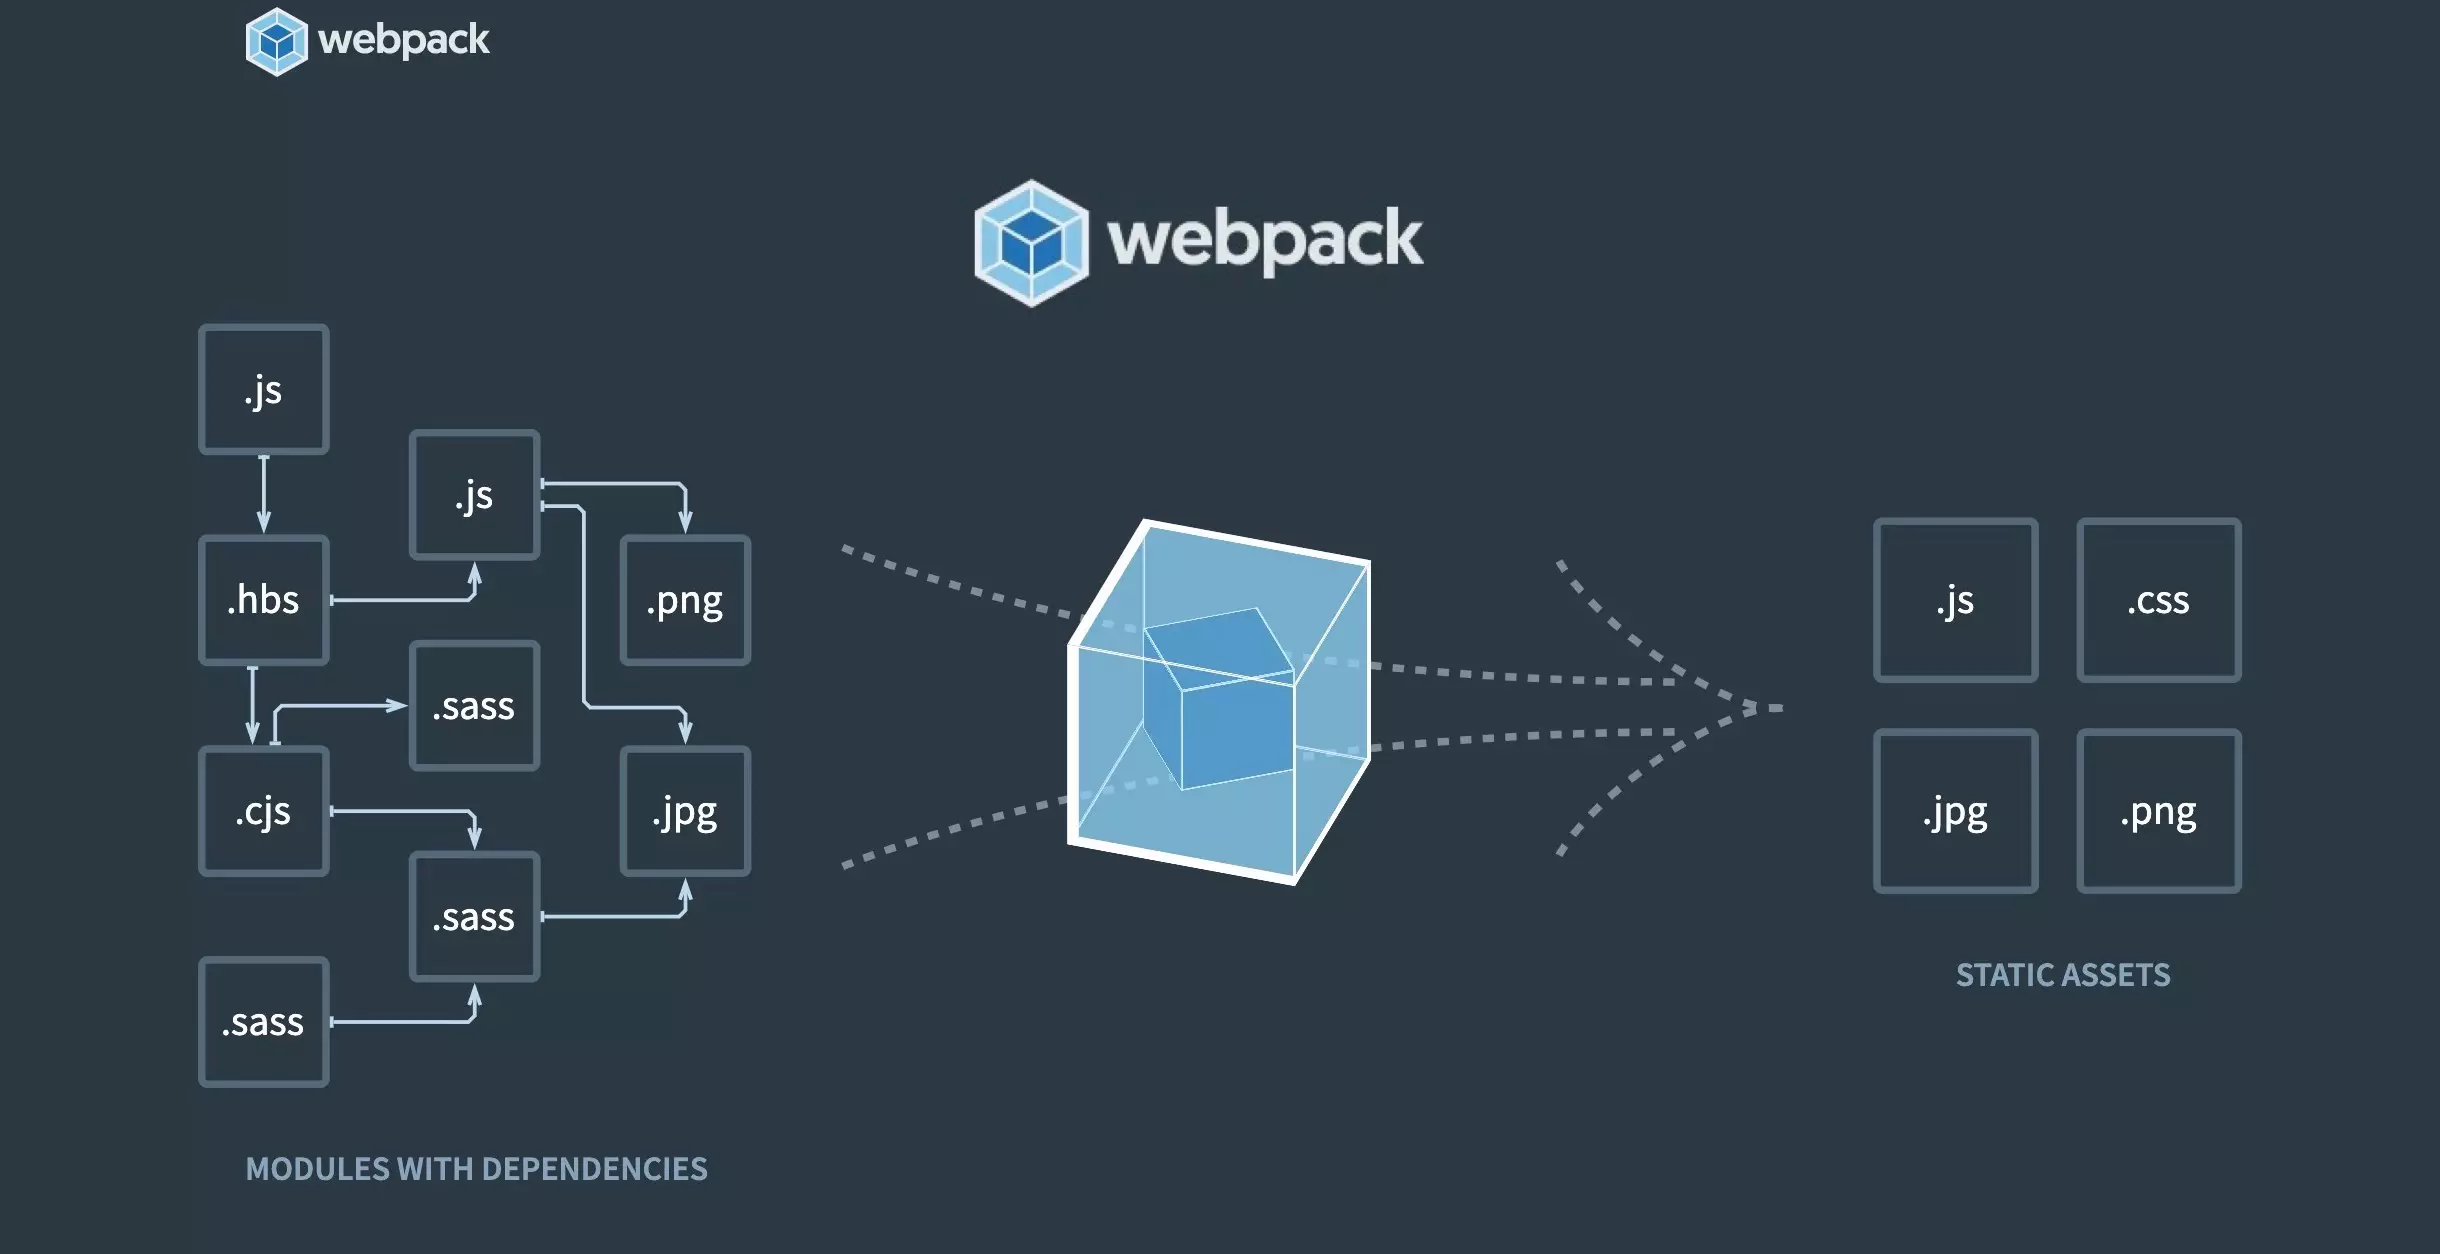 webpack
webpack
.js
.js
.hbs
.png
.sass
.cjs
.jpg
.sass
.sass
MODULES WITH DEPENDENCIES
.js
.css
.jpg
.png
STATIC ASSETS